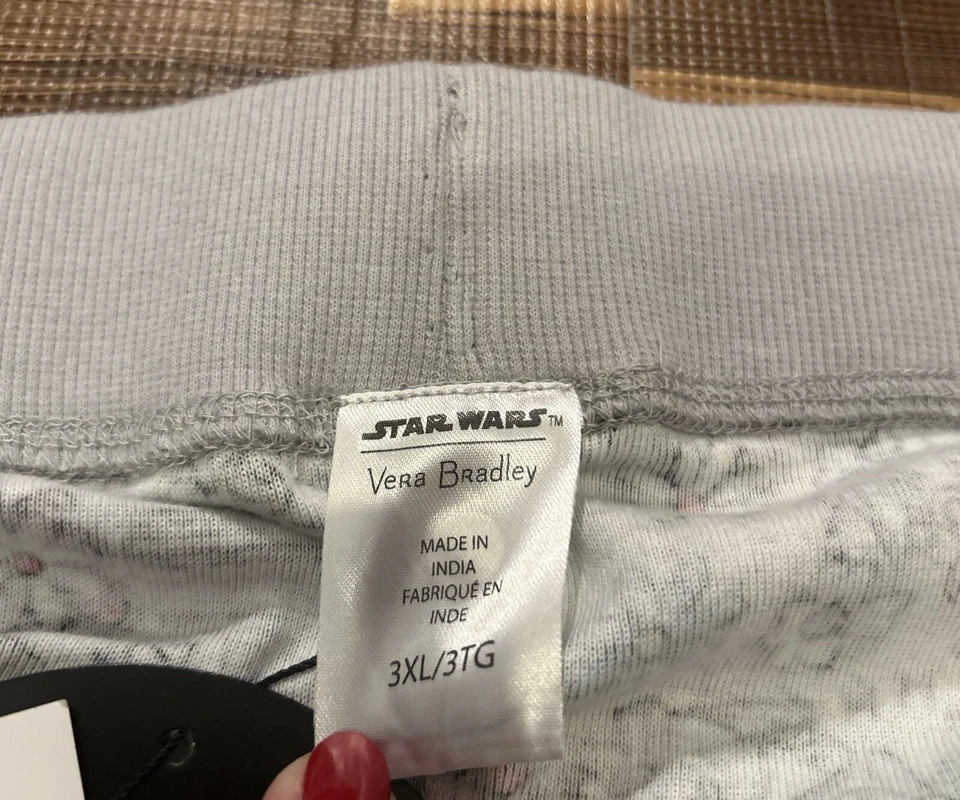 STAR WARS™
Vera Bradley
MADE IN
INDIA
FABRIQUÉ EN
INDE
3XL/3TG